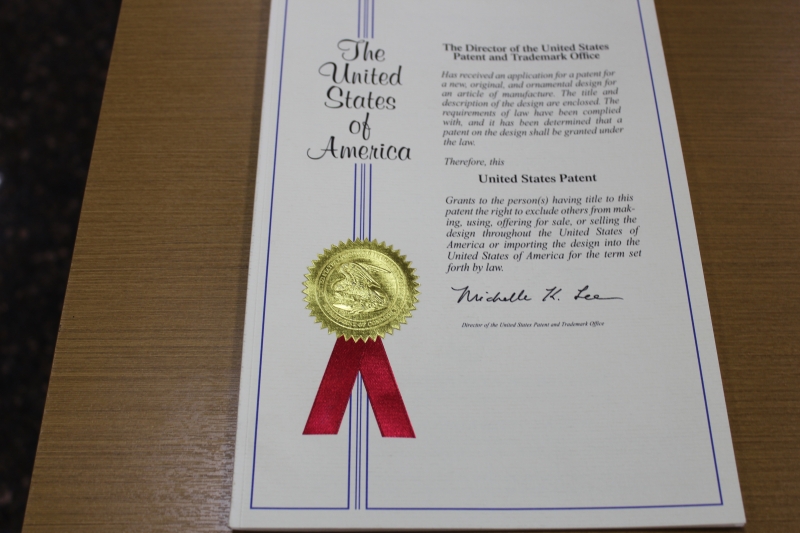 The
United
States
of
America
The Director of the United States
Patent and Trademark Office
Has received an application for a patent for
a new, original, and ornamental design for
an article of manufacture. The title and
description of the design are enclosed. The
requirements of law have been complied
with, and it has been determined that a
patent on the design shall be granted under
the law.
Therefore, this
United States Patent
Grants to the person(s) having title to this
patent the right to exclude others from mak-
ing, using, offering for sale, or selling the
design throughout the United States of
America or importing the design into the
United States of America for the term set
forth by law.
Michelle K. Lee
Director of the United States Patent and Trademark Office